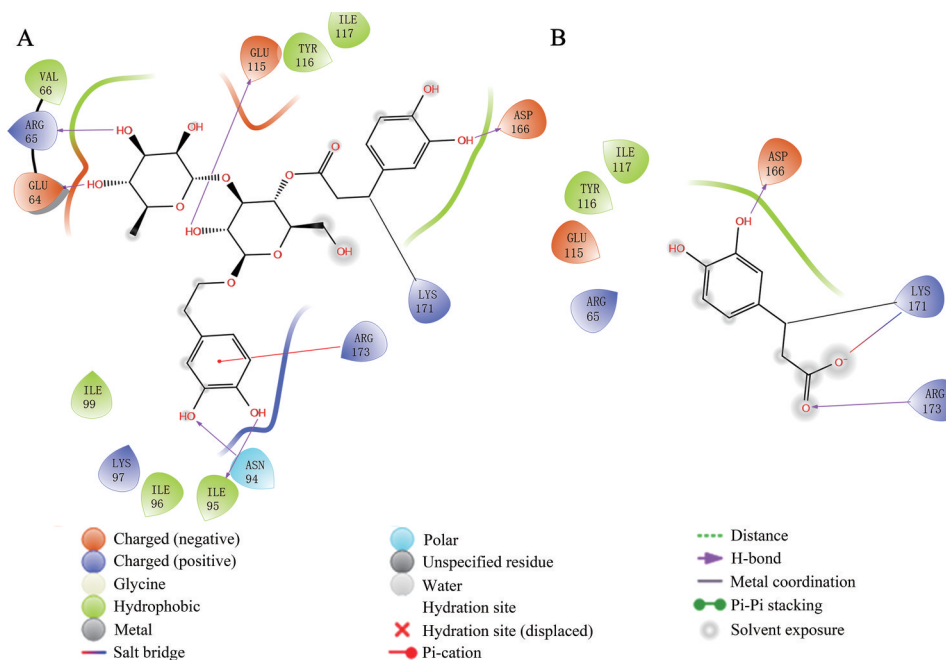 A
VAL
66
ARG
65
GLU
64
GLU
115
TYR
116
ILE
117
HO
OH
HO
O
O
O
O
OH
OH
ASP
166
HO
O
OH
O
LYS
171
ARG
173
HO
OH
ILE
99
LYS
97
ILE
96
ILE
95
ASN
94
B
ILE
117
TYR
116
GLU
115
ARG
65
ASP
166
OH
HO
LYS
171
O⁻
O
ARG
173
Charged (negative)
Charged (positive)
Glycine
Hydrophobic
Metal
Salt bridge
Polar
Unspecified residue
Water
Hydration site
Hydration site (displaced)
Pi-cation
Distance
H-bond
Metal coordination
Pi-Pi stacking
Solvent exposure